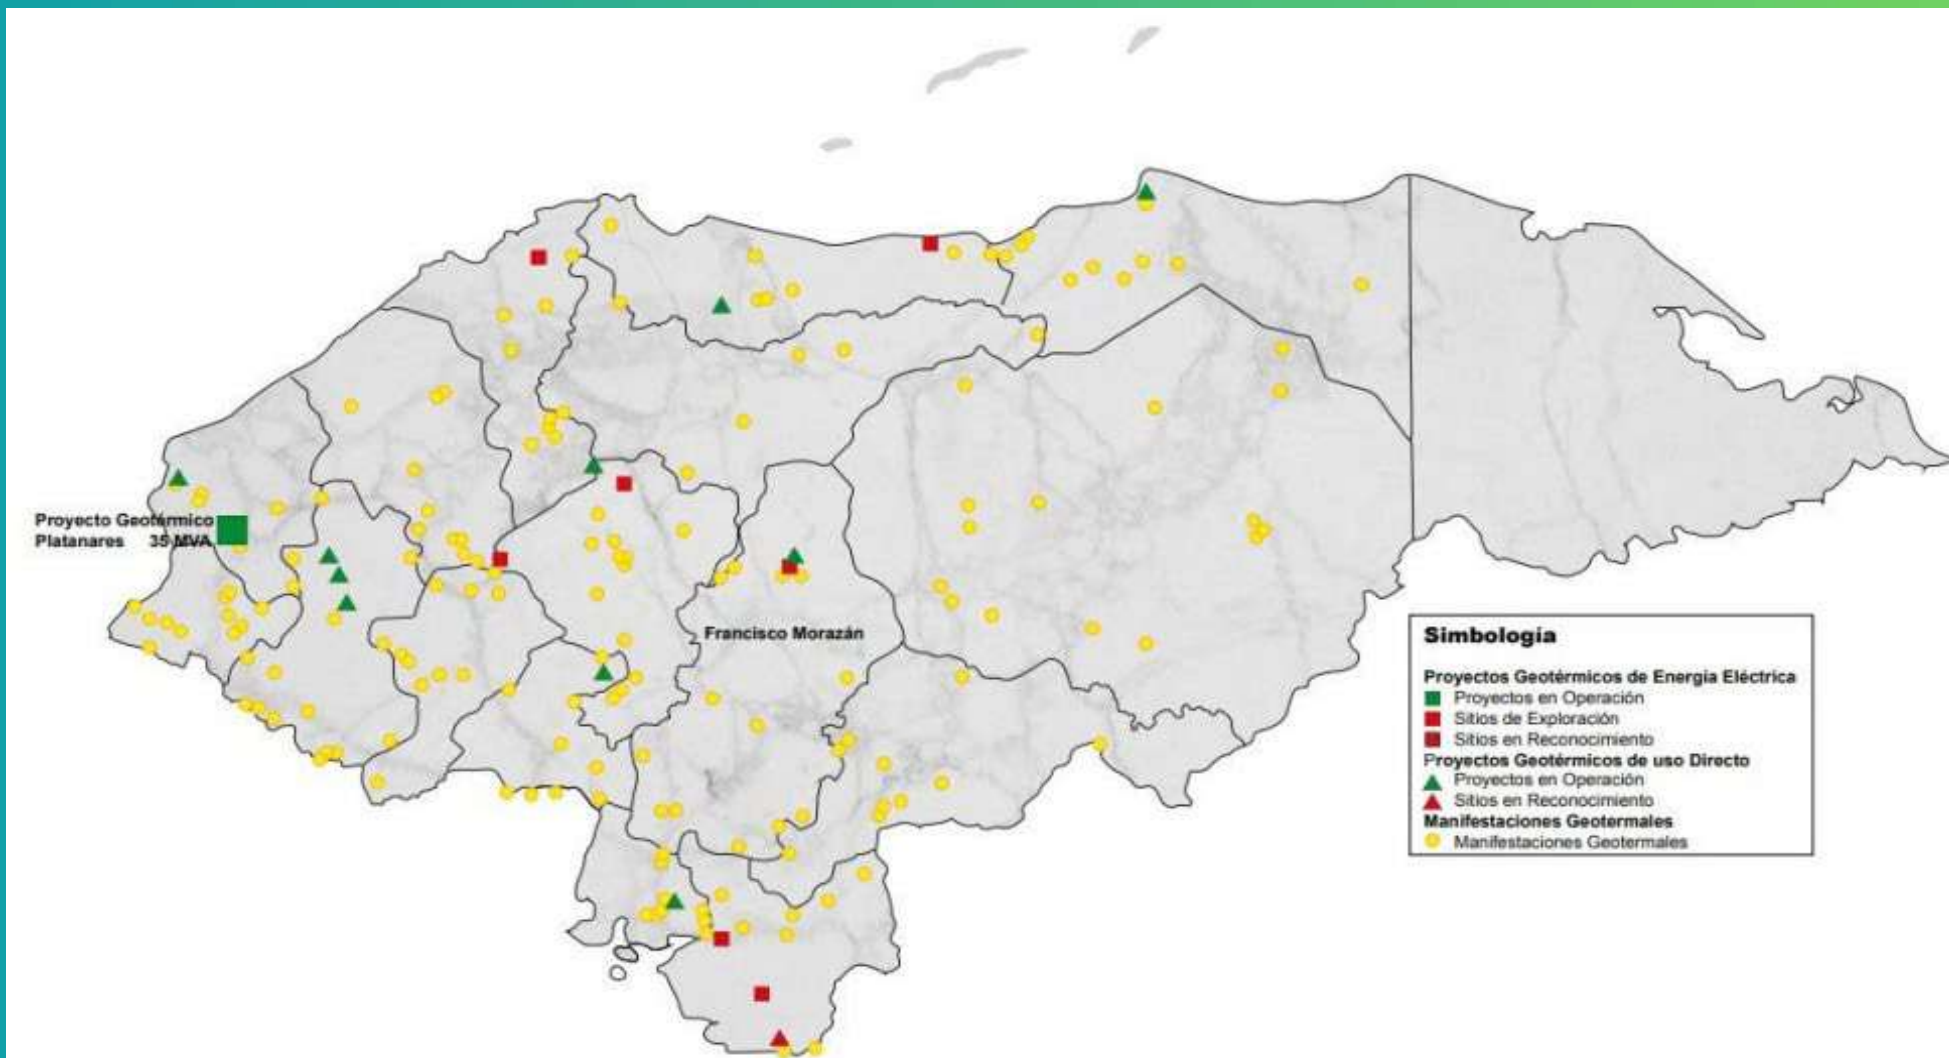 Proyecto Geotérmico
Platanares 35 MVA
Francisco Morazán
Simbología
Proyectos Geotérmicos de Energía Eléctrica
Proyectos en Operación
Sitios de Exploración
Sitios en Reconocimiento
Proyectos Geotérmicos de uso Directo
Proyectos en Operación
Sitios en Reconocimiento
Manifestaciones Geotermales
Manifestaciones Geotermales